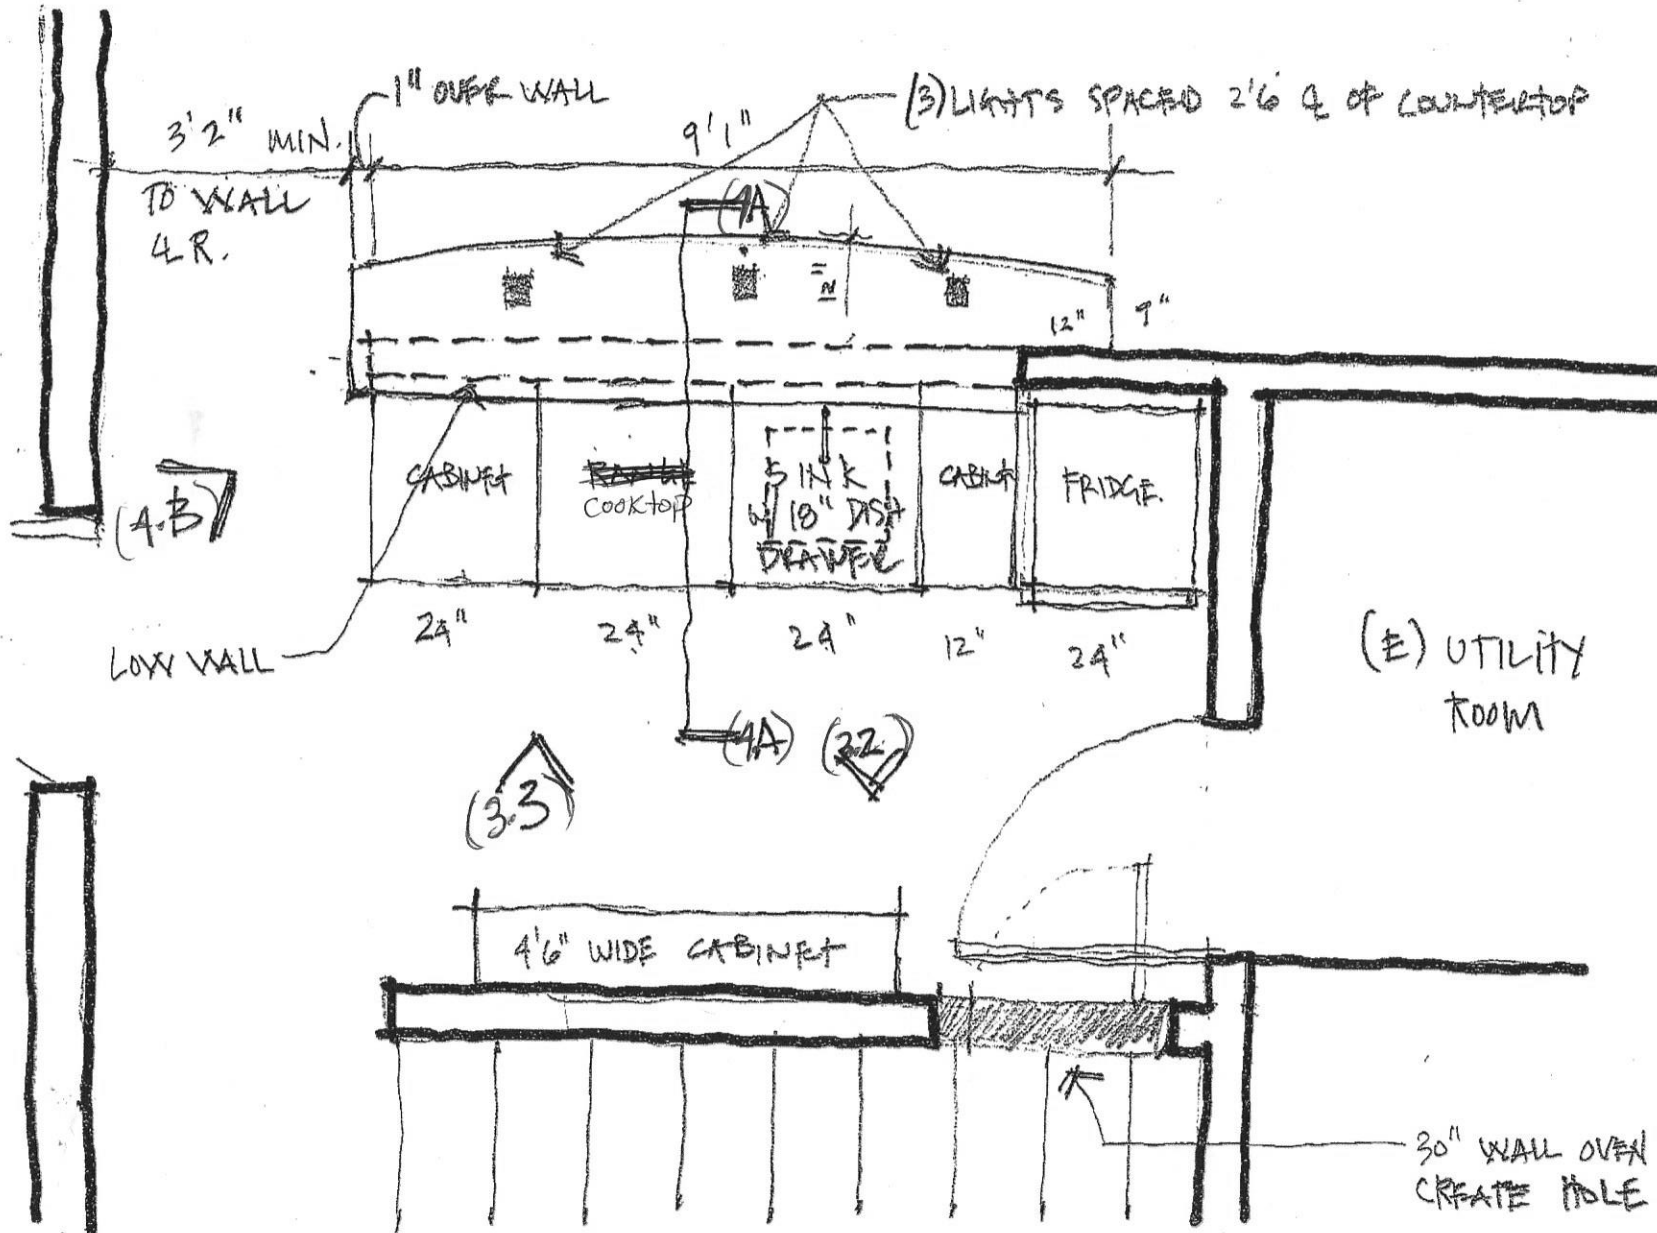 1" OVER WALL
(3) LIGHTS SPACED 2'6 ℄ OF COUNTERTOP
3'2" MIN.
9'1"
TO WALL
L.R.
(4A)
12"
9"
CABINET
COOKTOP
SINK
W/ 18" DISH
DRAWER
CABINET
FRIDGE.
(4.B)
24"
24"
24"
12"
24"
LOW WALL
(E) UTILITY
ROOM
(4A)
(3.2)
(3.3)
4'6" WIDE CABINET
30" WALL OVEN
CREATE HOLE